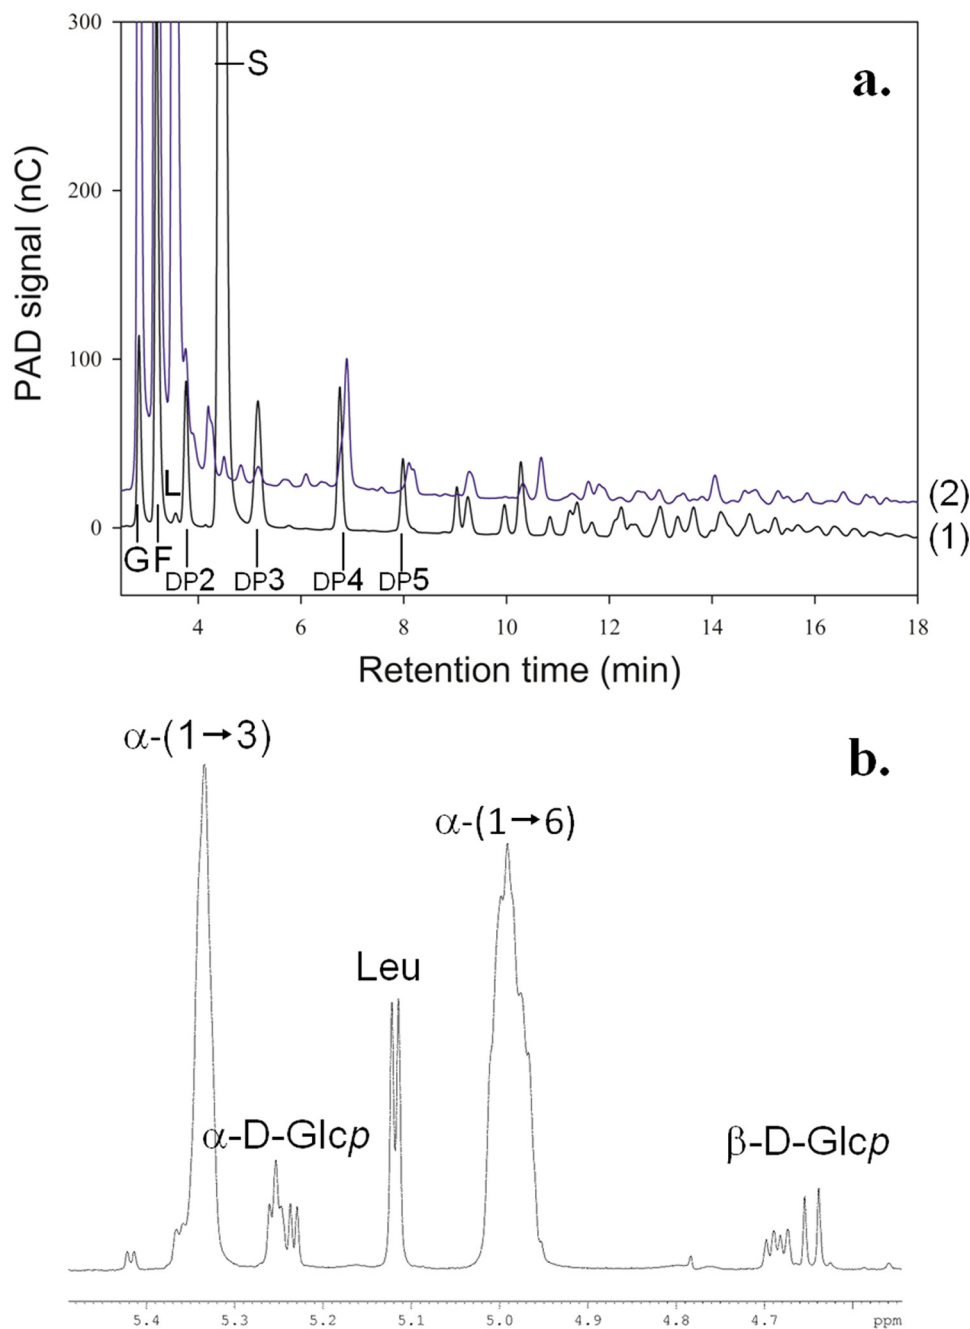 a.
PAD signal (nC)
300
200
100
0
S
L
G F
DP2 DP3 DP4 DP5
(2)
(1)
4 6 8 10 12 14 16 18
Retention time (min)
b.
α-(1→3)
α-(1→6)
Leu
α-D-Glcp
β-D-Glcp
5.4 5.3 5.2 5.1 5.0 4.9 4.8 4.7 ppm